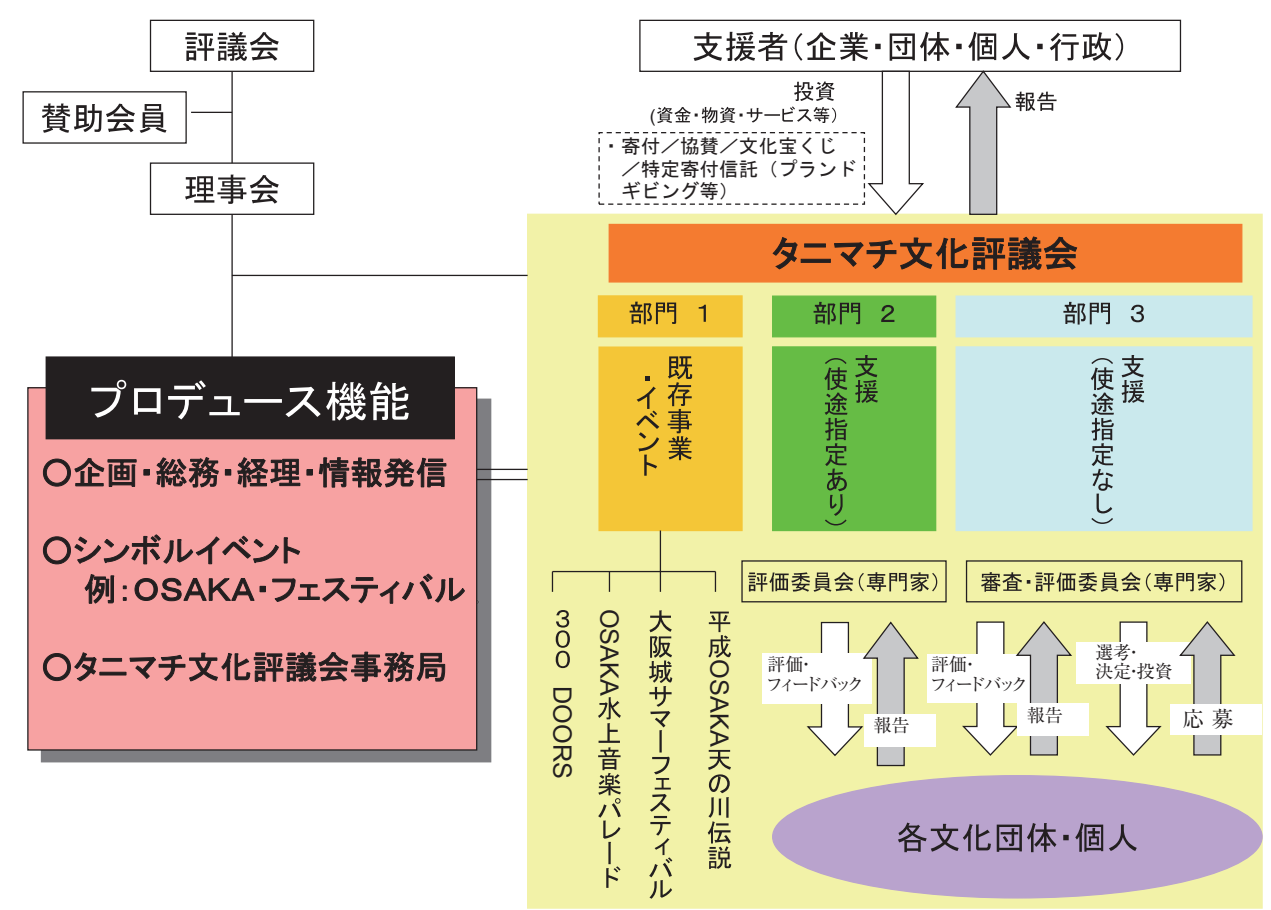 評議会
賛助会員
理事会
支援者(企業・団体・個人・行政)
投資
(資金・物資・サービス等)
・寄付／協賛／文化宝くじ
／特定寄付信託（プランド
ギビング等)
報告
タニマチ文化評議会
部門 1
部門 2
部門 3
既存事業
・イベント
支援
(使途指定あり)
支援
(使途指定なし)
プロデュース機能
○企画・総務・経理・情報発信
○シンボルイベント
例:OSAKA・フェスティバル
○タニマチ文化評議会事務局
300 DOORS
OSAKA水上音楽パレード
大阪城サマーフェスティバル
平成OSAKA天の川伝説
評価委員会(専門家)
審査・評価委員会(専門家)
評価・
フィードバック
報告
評価・
フィードバック
報告
選考・
決定・投資
応募
各文化団体・個人